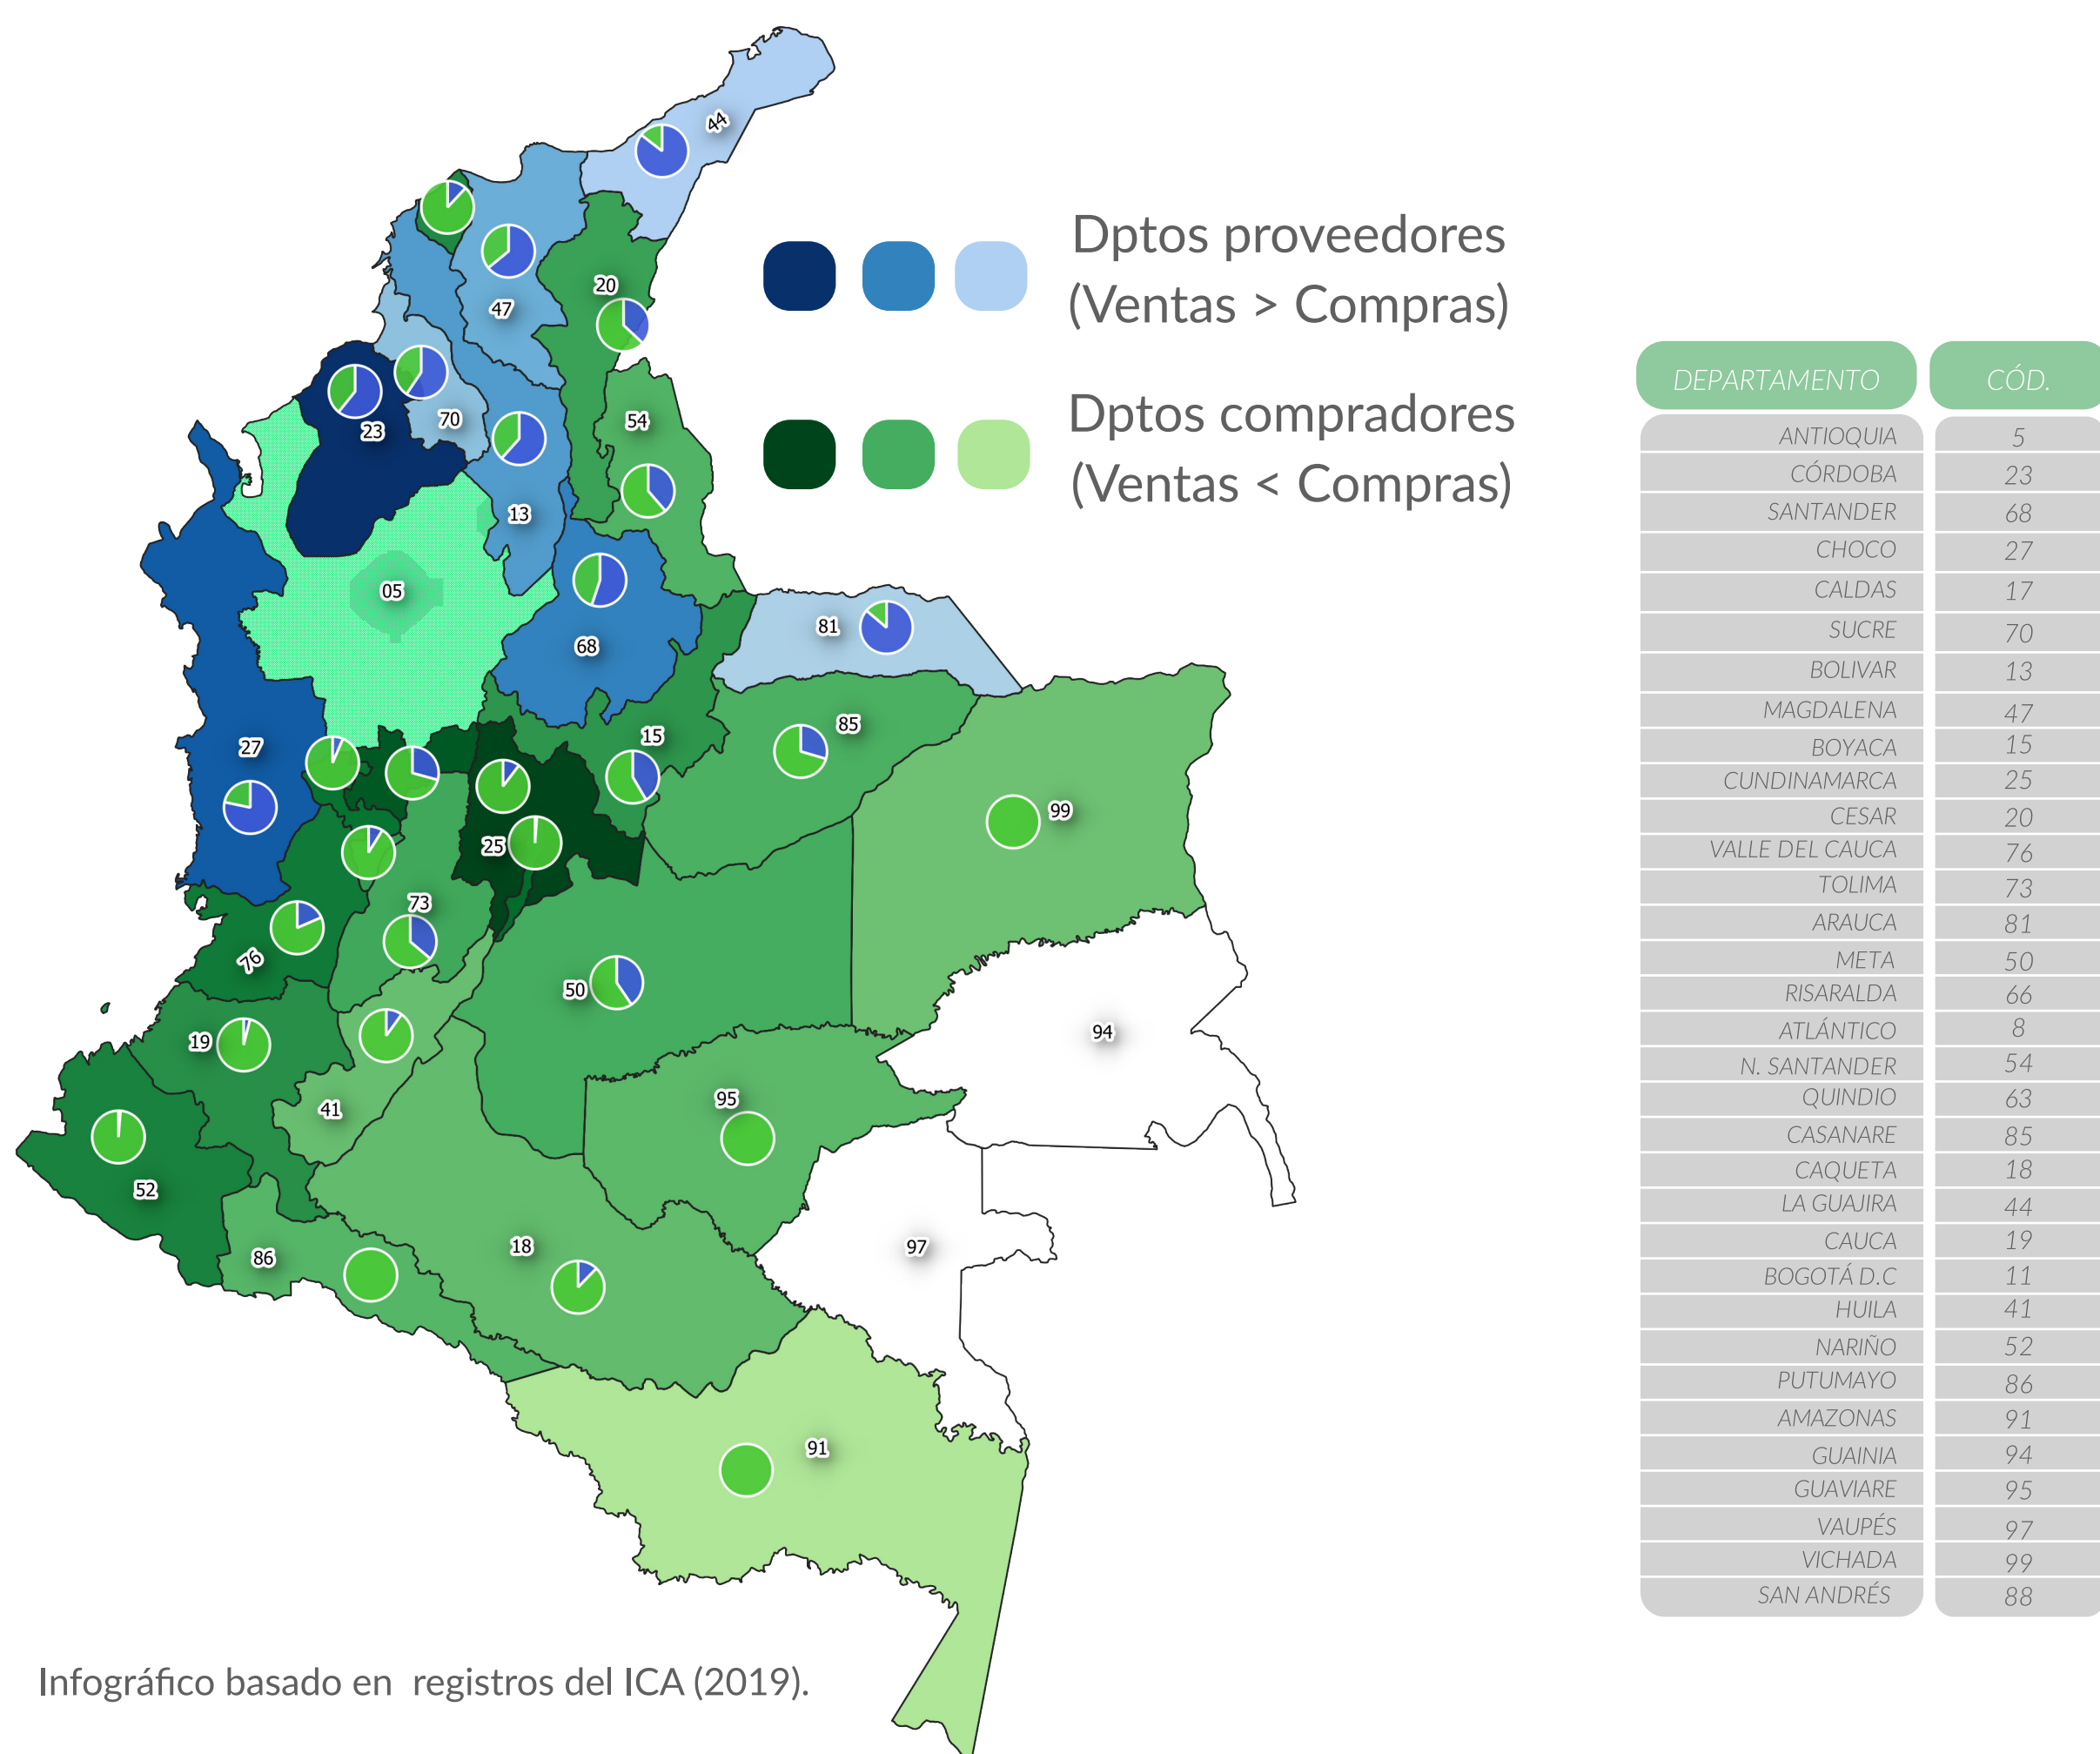 44
20
47
70
23
54
13
05
68
81
27
15
85
99
25
73
76
50
19
94
95
41
52
86
18
97
91
Dptos proveedores
(Ventas > Compras)
Dptos compradores
(Ventas < Compras)
DEPARTAMENTO CÓD.
ANTIOQUIA 5
CÓRDOBA 23
SANTANDER 68
CHOCO 27
CALDAS 17
SUCRE 70
BOLIVAR 13
MAGDALENA 47
BOYACA 15
CUNDINAMARCA 25
CESAR 20
VALLE DEL CAUCA 76
TOLIMA 73
ARAUCA 81
META 50
RISARALDA 66
ATLÁNTICO 8
N. SANTANDER 54
QUINDIO 63
CASANARE 85
CAQUETA 18
LA GUAJIRA 44
CAUCA 19
BOGOTÁ D.C 11
HUILA 41
NARIÑO 52
PUTUMAYO 86
AMAZONAS 91
GUAINIA 94
GUAVIARE 95
VAUPÉS 97
VICHADA 99
SAN ANDRÉS 88
Infográfico basado en registros del ICA (2019).